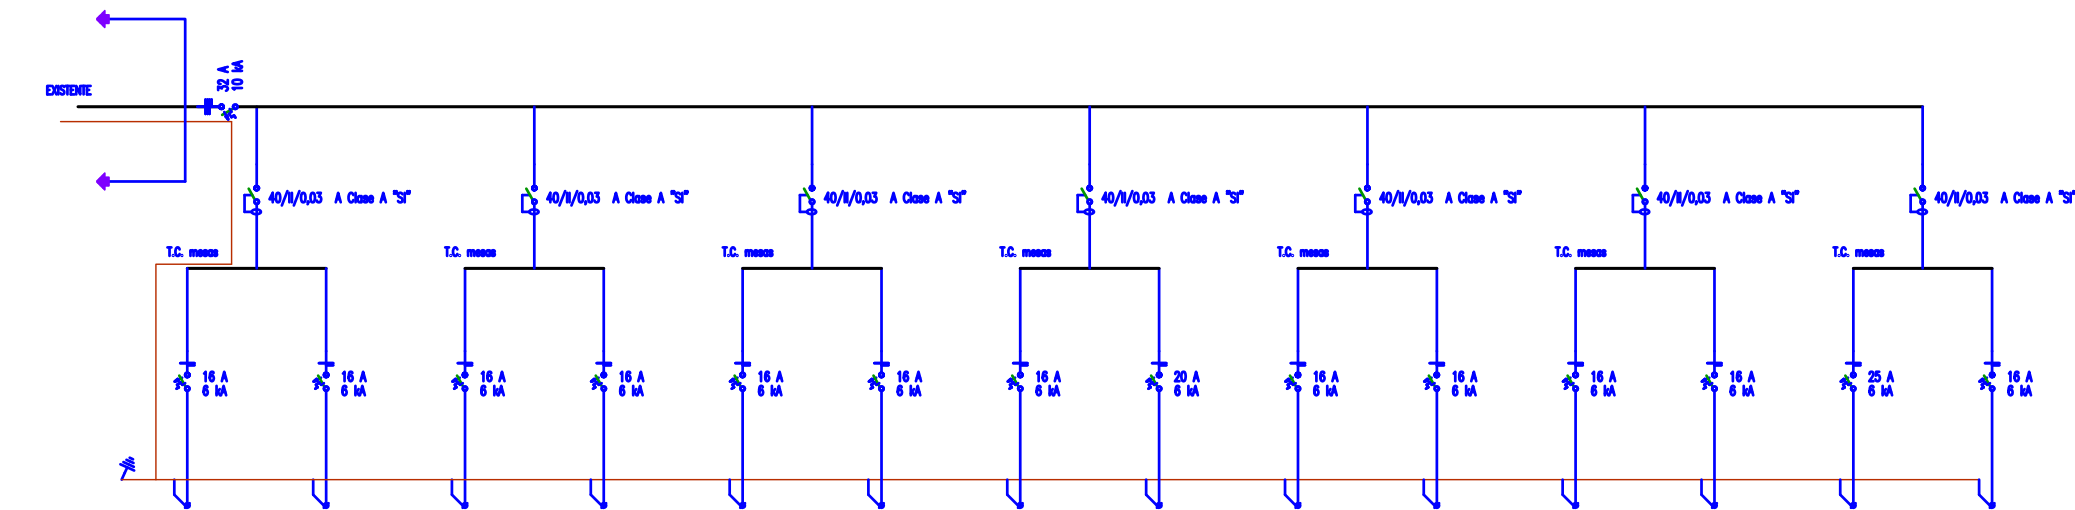 32 A
10 kA
EXISTENTE
40/II/0,03 A Clase A "SI"
40/II/0,03 A Clase A "SI"
40/II/0,03 A Clase A "SI"
40/II/0,03 A Clase A "SI"
40/II/0,03 A Clase A "SI"
40/II/0,03 A Clase A "SI"
40/II/0,03 A Clase A "SI"
T.C. mesas
T.C. mesas
T.C. mesas
T.C. mesas
T.C. mesas
T.C. mesas
T.C. mesas
16 A
6 kA
16 A
6 kA
16 A
6 kA
16 A
6 kA
16 A
6 kA
16 A
6 kA
16 A
6 kA
20 A
6 kA
16 A
6 kA
16 A
6 kA
16 A
6 kA
16 A
6 kA
25 A
6 kA
16 A
6 kA